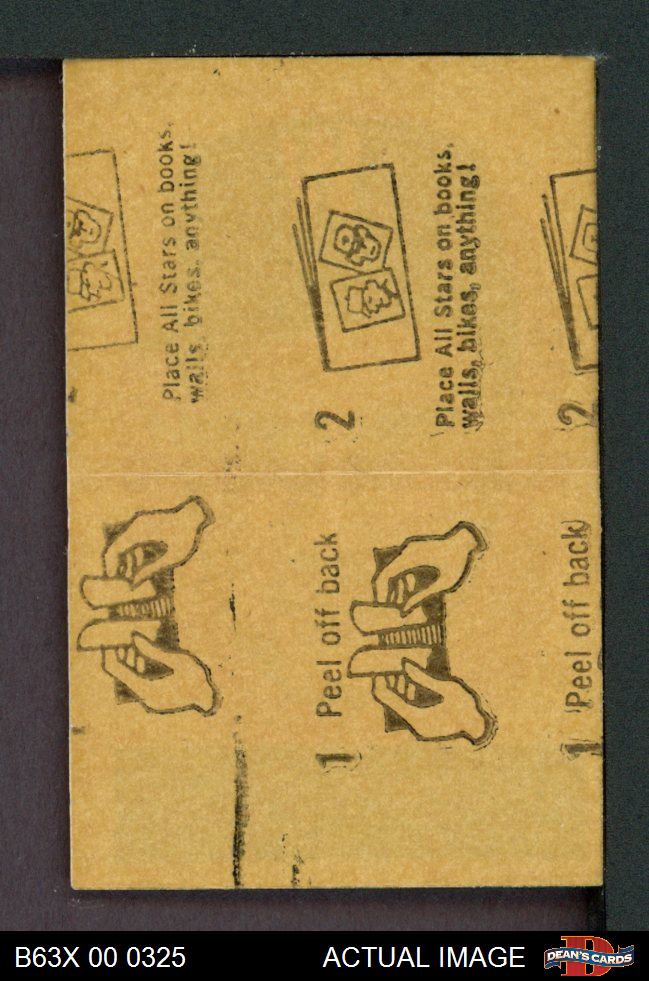 Place All Stars on books,
walls, bikes, anything!
2
Place All Stars on books,
walls, bikes, anything!
2
1 Peel off back
1 Peel off back
B63X 00 0325
ACTUAL IMAGE
DEAN'S CARDS